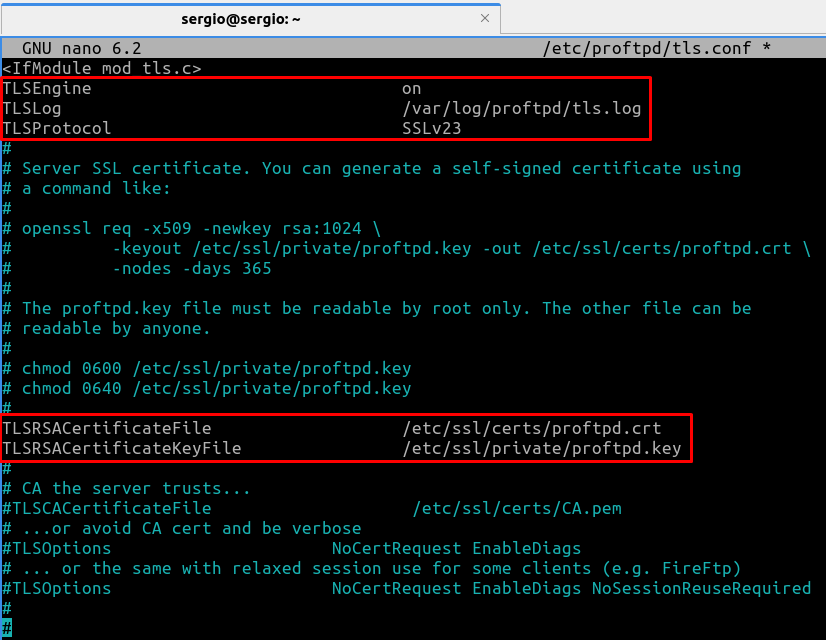 sergio@sergio: ~ ×
GNU nano 6.2 /etc/proftpd/tls.conf *
<IfModule mod_tls.c>
TLSEngine on
TLSLog /var/log/proftpd/tls.log
TLSProtocol SSLv23
#
# Server SSL certificate. You can generate a self-signed certificate using
# a command like:
#
# openssl req -x509 -newkey rsa:1024 \
# -keyout /etc/ssl/private/proftpd.key -out /etc/ssl/certs/proftpd.crt \
# -nodes -days 365
#
# The proftpd.key file must be readable by root only. The other file can be
# readable by anyone.
#
# chmod 0600 /etc/ssl/private/proftpd.key
# chmod 0640 /etc/ssl/private/proftpd.key
#
TLSRSACertificateFile /etc/ssl/certs/proftpd.crt
TLSRSACertificateKeyFile /etc/ssl/private/proftpd.key
#
# CA the server trusts...
#TLSCACertificateFile /etc/ssl/certs/CA.pem
# ...or avoid CA cert and be verbose
#TLSOptions NoCertRequest EnableDiags
# ... or the same with relaxed session use for some clients (e.g. FireFtp)
#TLSOptions NoCertRequest EnableDiags NoSessionReuseRequired
#
#